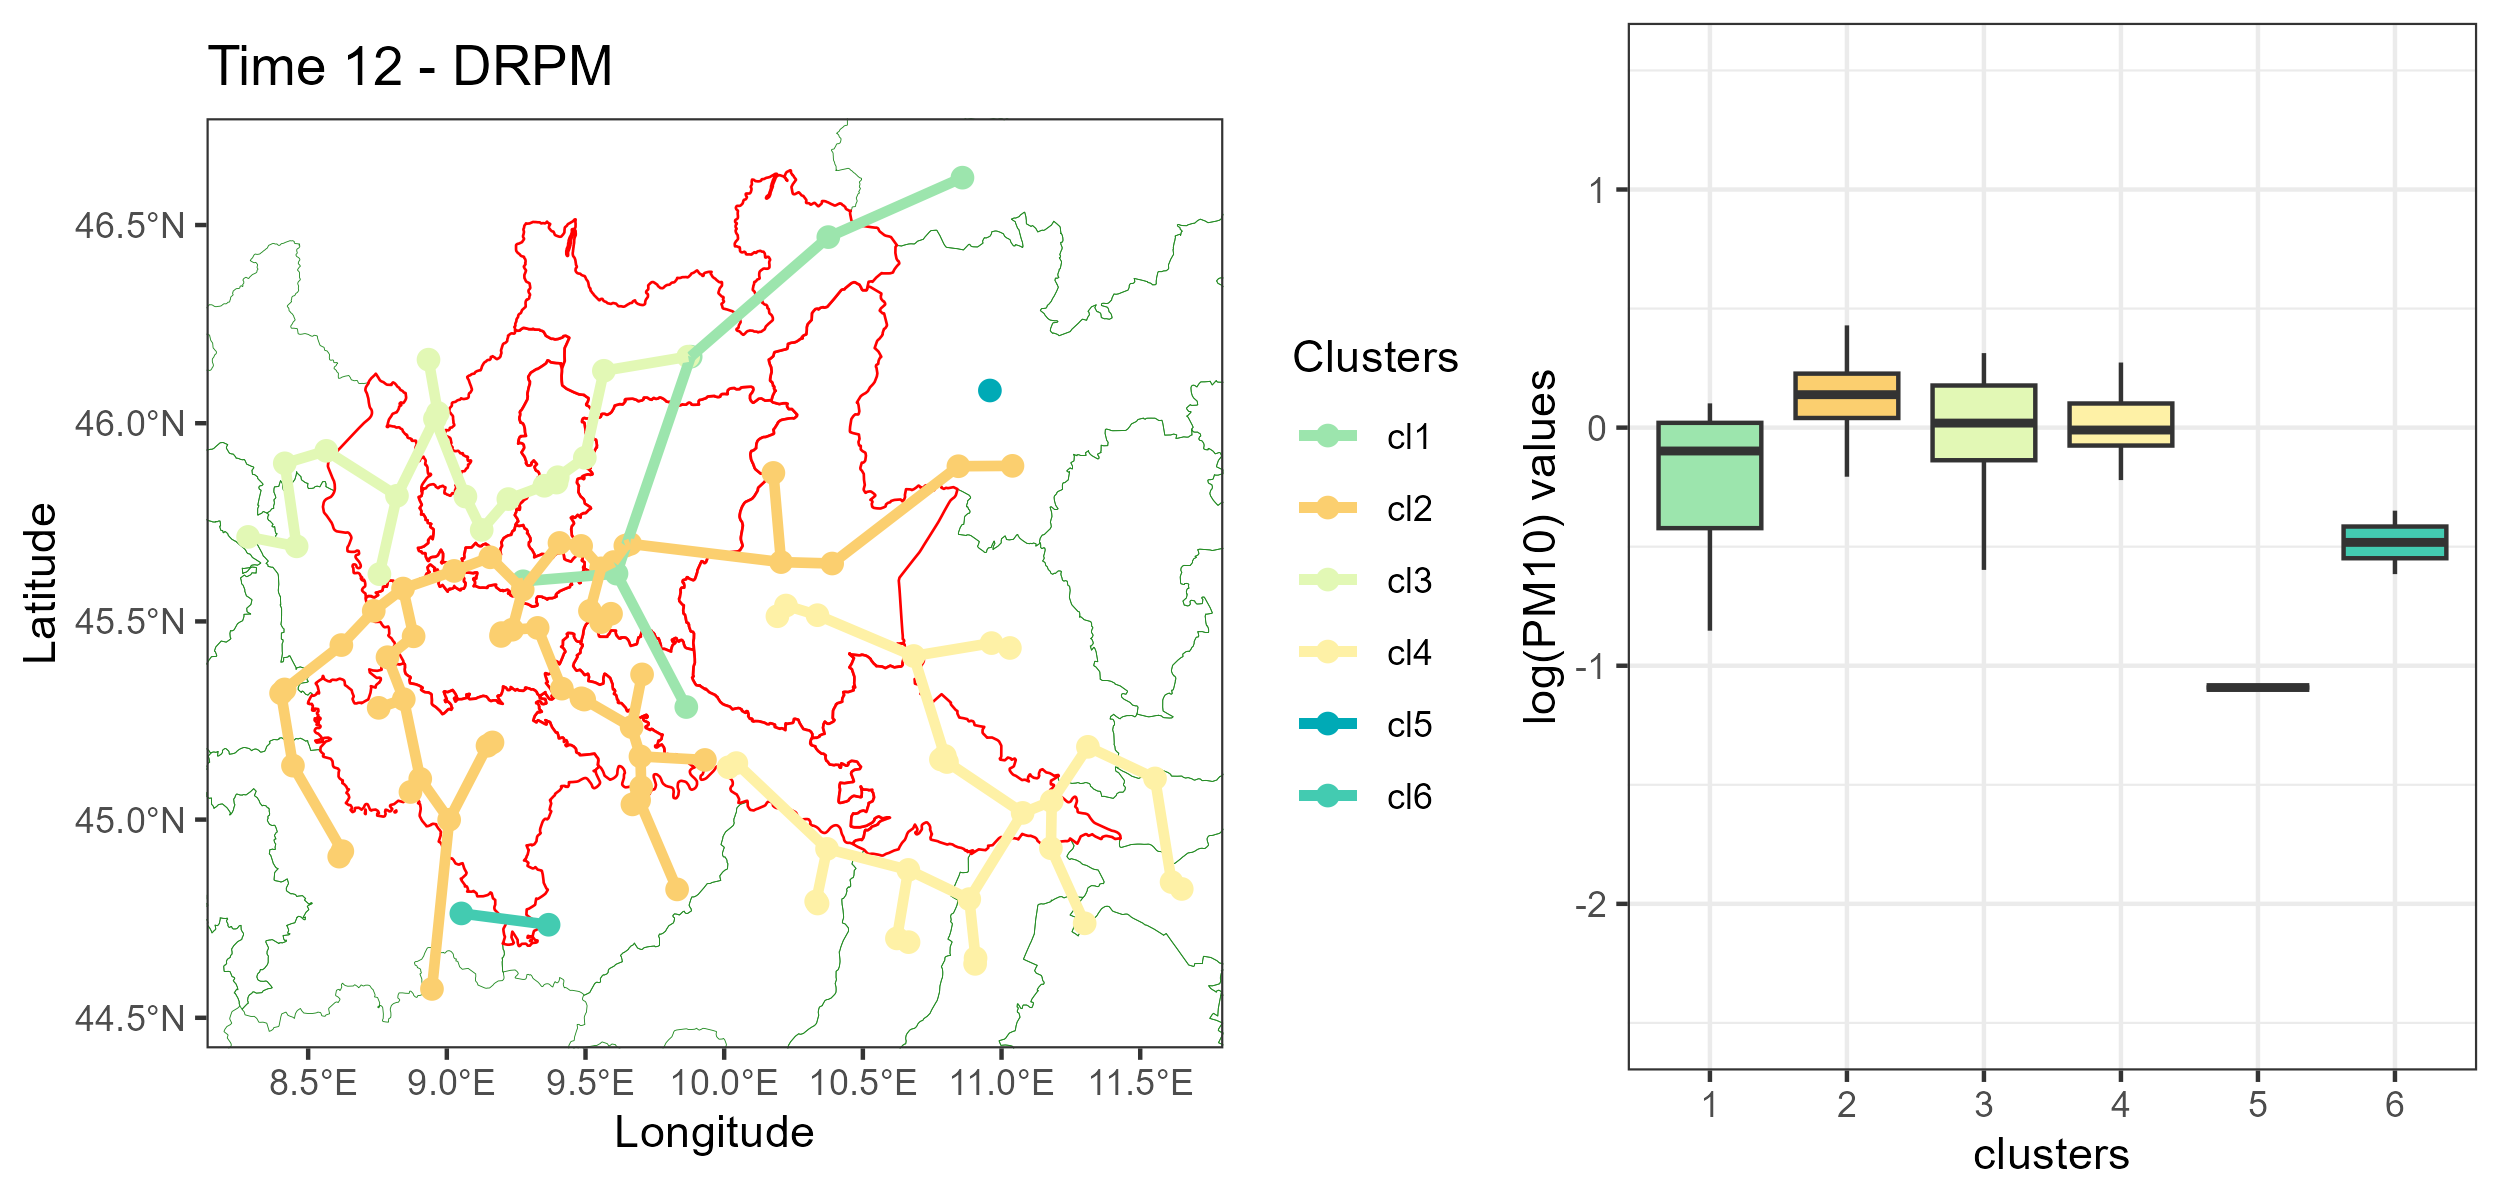 Time 12 - DRPM
Latitude
46.5°N
46.0°N
45.5°N
45.0°N
44.5°N
8.5°E
9.0°E
9.5°E
10.0°E
10.5°E
11.0°E
11.5°E
Longitude
Clusters
cl1
cl2
cl3
cl4
cl5
cl6
log(PM10) values
1
0
-1
-2
1
2
3
4
5
6
clusters